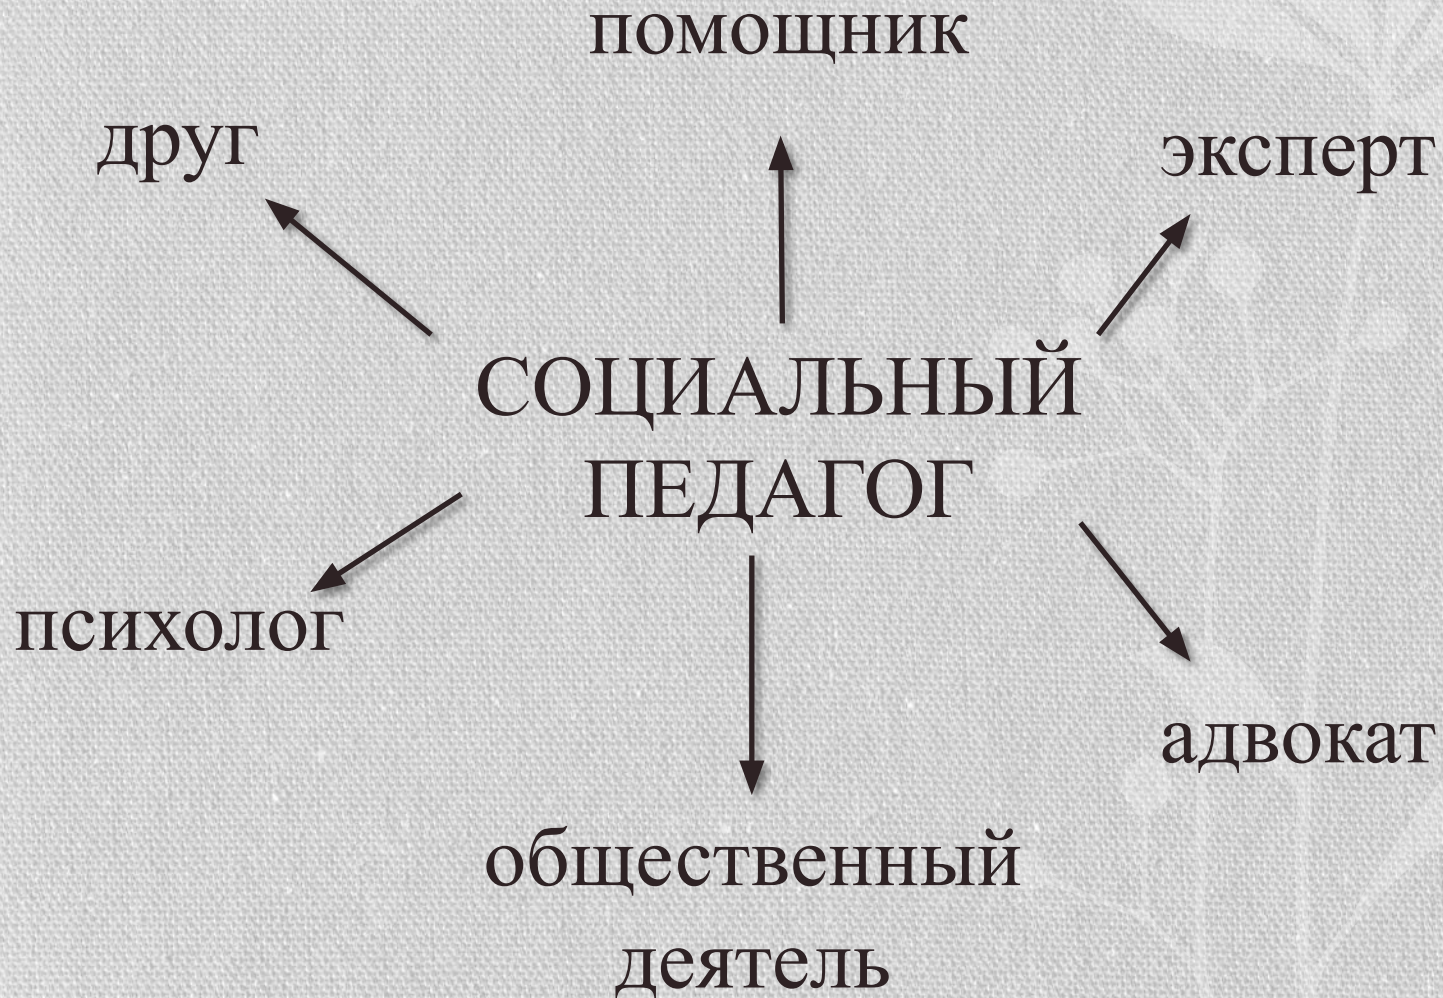 помощник
друг
эксперт
СОЦИАЛЬНЫЙ
ПЕДАГОГ
психолог
адвокат
общественный
деятель